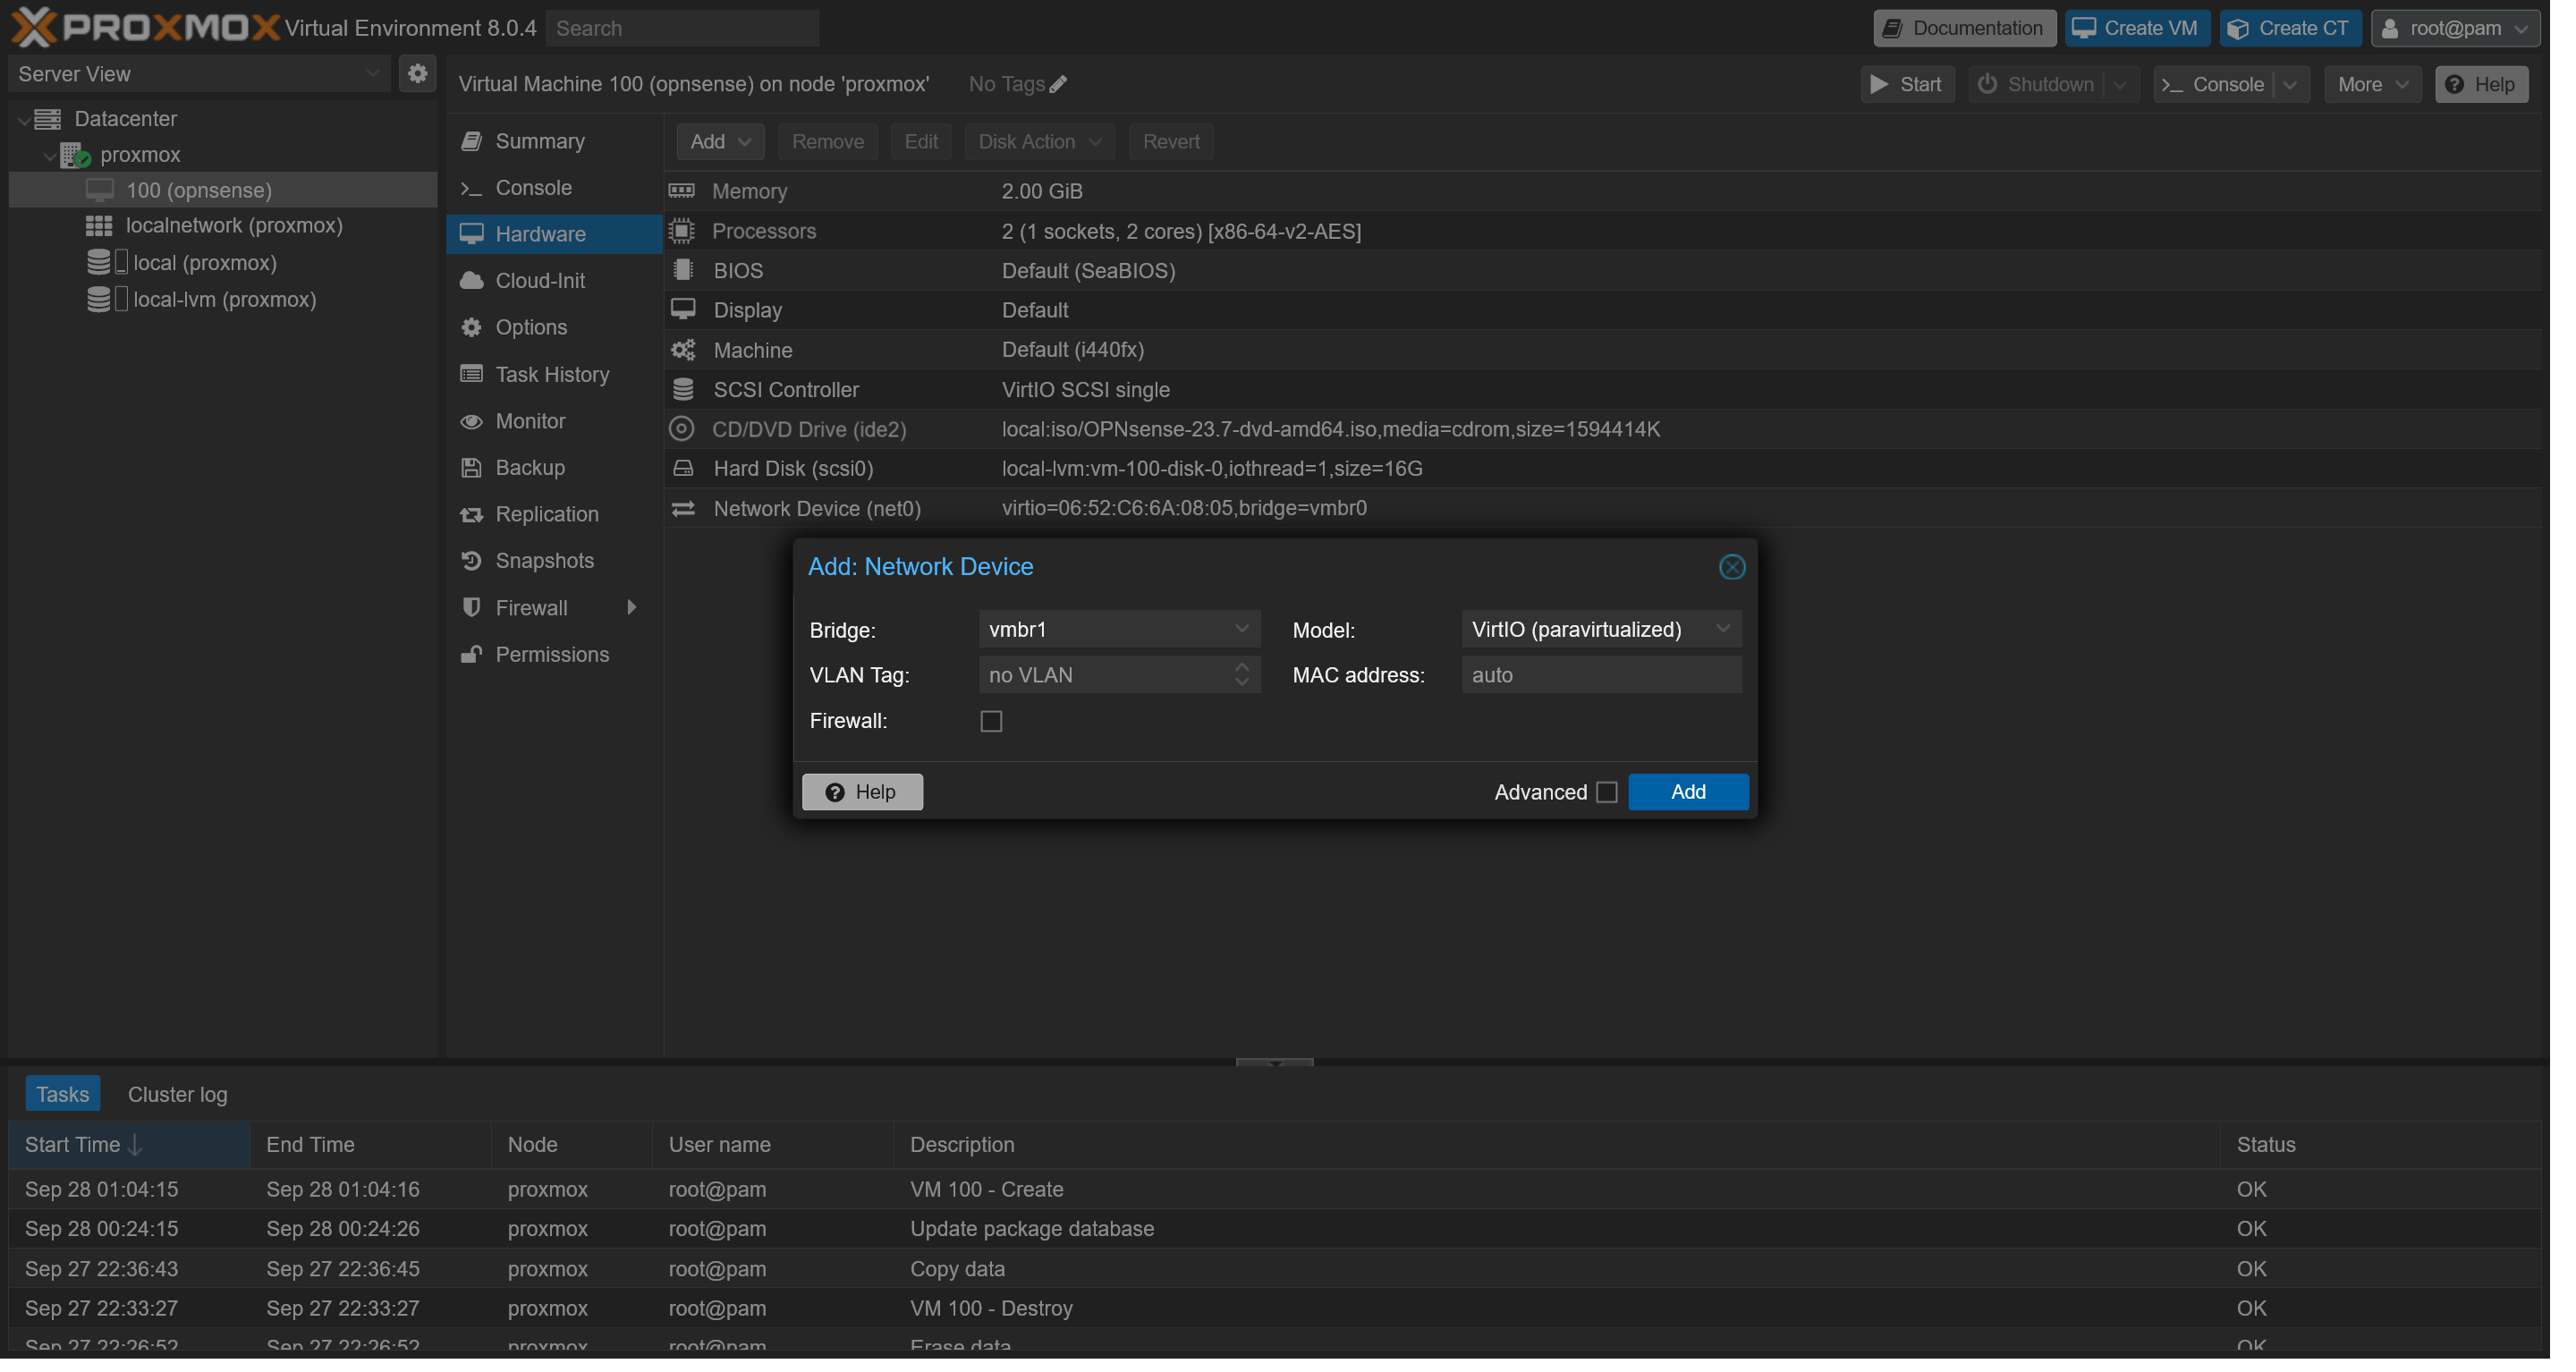 PROXMOX Virtual Environment 8.0.4 Search Documentation Create VM Create CT root@pam
Server View
Virtual Machine 100 (opnsense) on node 'proxmox' No Tags Start Shutdown Console More Help
Datacenter
proxmox
100 (opnsense)
localnetwork (proxmox)
local (proxmox)
local-lvm (proxmox)
Summary
Console
Hardware
Cloud-Init
Options
Task History
Monitor
Backup
Replication
Snapshots
Firewall
Permissions
Add Remove Edit Disk Action Revert
Memory 2.00 GiB
Processors 2 (1 sockets, 2 cores) [x86-64-v2-AES]
BIOS Default (SeaBIOS)
Display Default
Machine Default (i440fx)
SCSI Controller VirtIO SCSI single
CD/DVD Drive (ide2) local:iso/OPNsense-23.7-dvd-amd64.iso,media=cdrom,size=1594414K
Hard Disk (scsi0) local-lvm:vm-100-disk-0,iothread=1,size=16G
Network Device (net0) virtio=06:52:C6:6A:08:05,bridge=vmbr0
Add: Network Device
Bridge: vmbr1 Model: VirtIO (paravirtualized)
VLAN Tag: no VLAN MAC address: auto
Firewall:
Help Advanced Add
Tasks Cluster log
Start Time End Time Node User name Description Status
Sep 28 01:04:15 Sep 28 01:04:16 proxmox root@pam VM 100 - Create OK
Sep 28 00:24:15 Sep 28 00:24:26 proxmox root@pam Update package database OK
Sep 27 22:36:43 Sep 27 22:36:45 proxmox root@pam Copy data OK
Sep 27 22:33:27 Sep 27 22:33:27 proxmox root@pam VM 100 - Destroy OK
Sep 27 22:26:52 Sep 27 22:26:52 proxmox root@pam Erase data OK